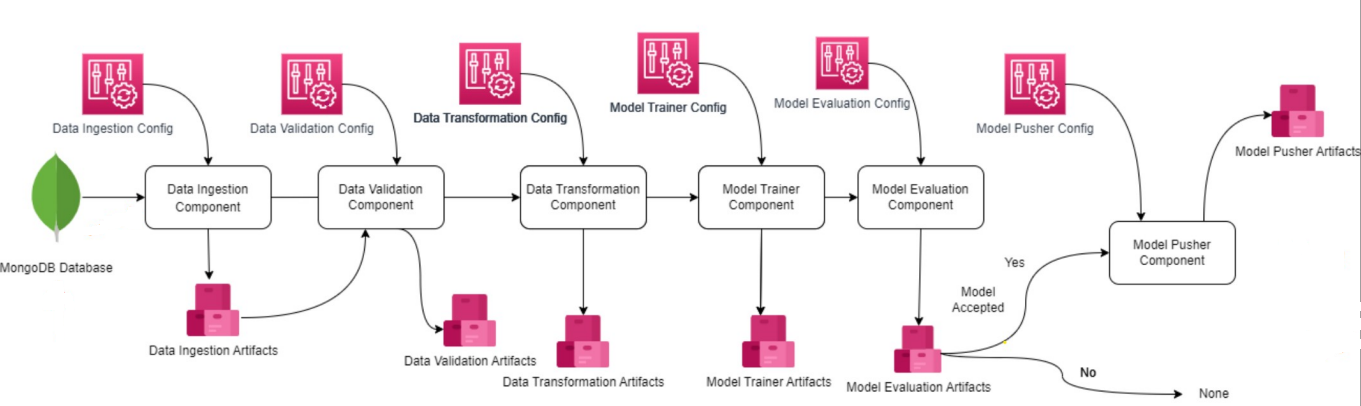 Data Ingestion Config
Data Validation Config
Data Transformation Config
Model Trainer Config
Model Evaluation Config
Model Pusher Config
Model Pusher Artifacts
Data Ingestion
Component
Data Validation
Component
Data Transformation
Component
Model Trainer
Component
Model Evaluation
Component
Model Pusher
Component
MongoDB Database
Yes
Model
Accepted
Data Ingestion Artifacts
Data Validation Artifacts
Data Transformation Artifacts
Model Trainer Artifacts
Model Evaluation Artifacts
No
None